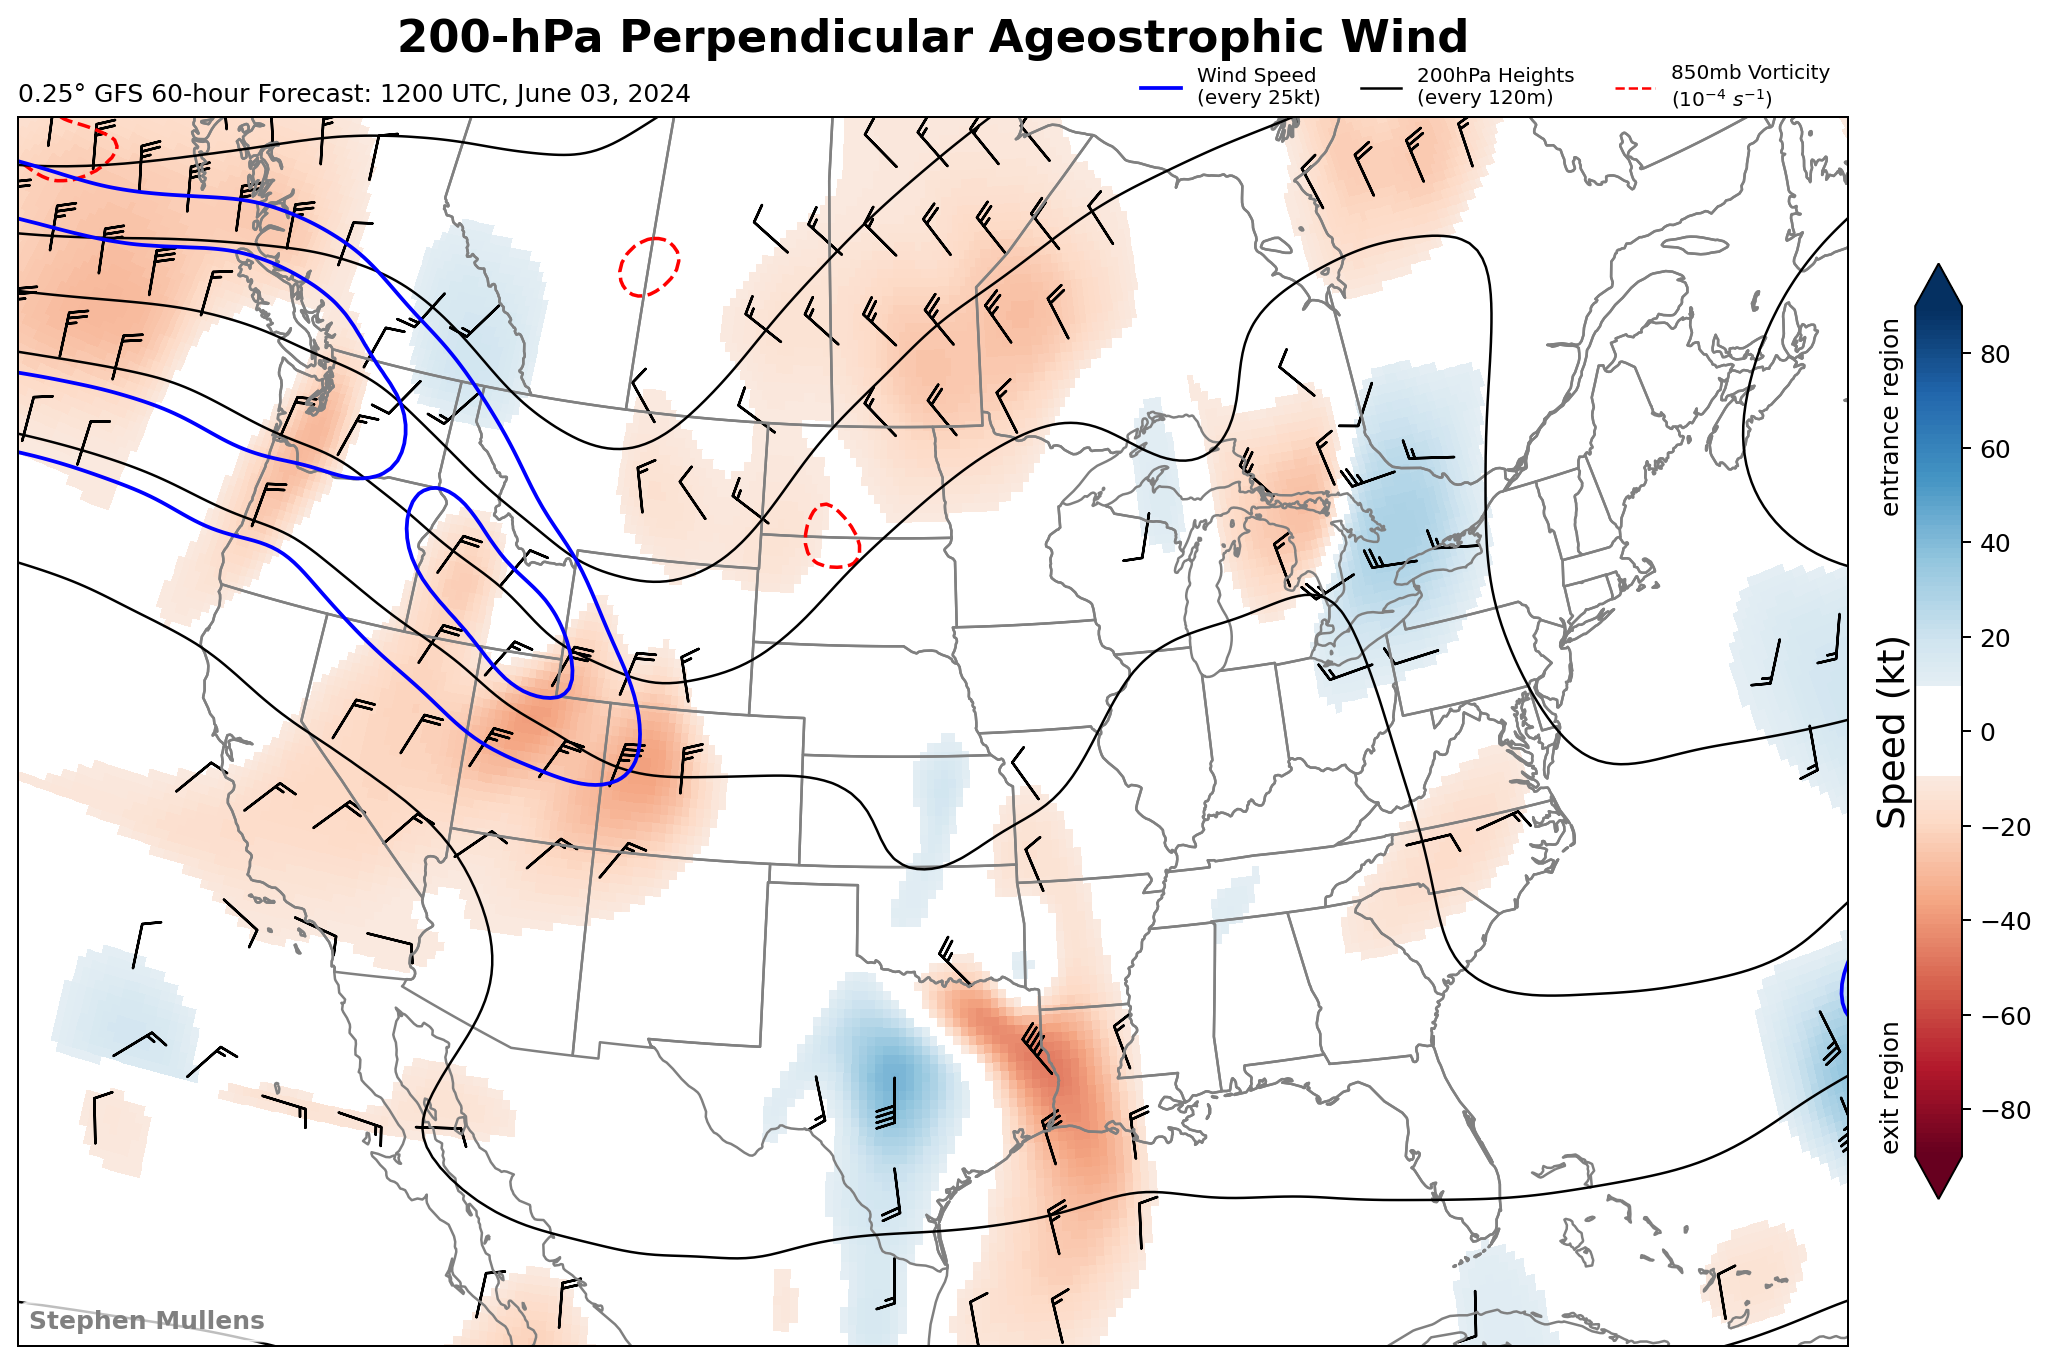 200-hPa Perpendicular Ageostrophic Wind
0.25° GFS 60-hour Forecast: 1200 UTC, June 03, 2024
Wind Speed
(every 25kt)
200hPa Heights
(every 120m)
850mb Vorticity
(10⁻⁴ s⁻¹)
entrance region
Speed (kt)
exit region
80
60
40
20
0
−20
−40
−60
−80
Stephen Mullens